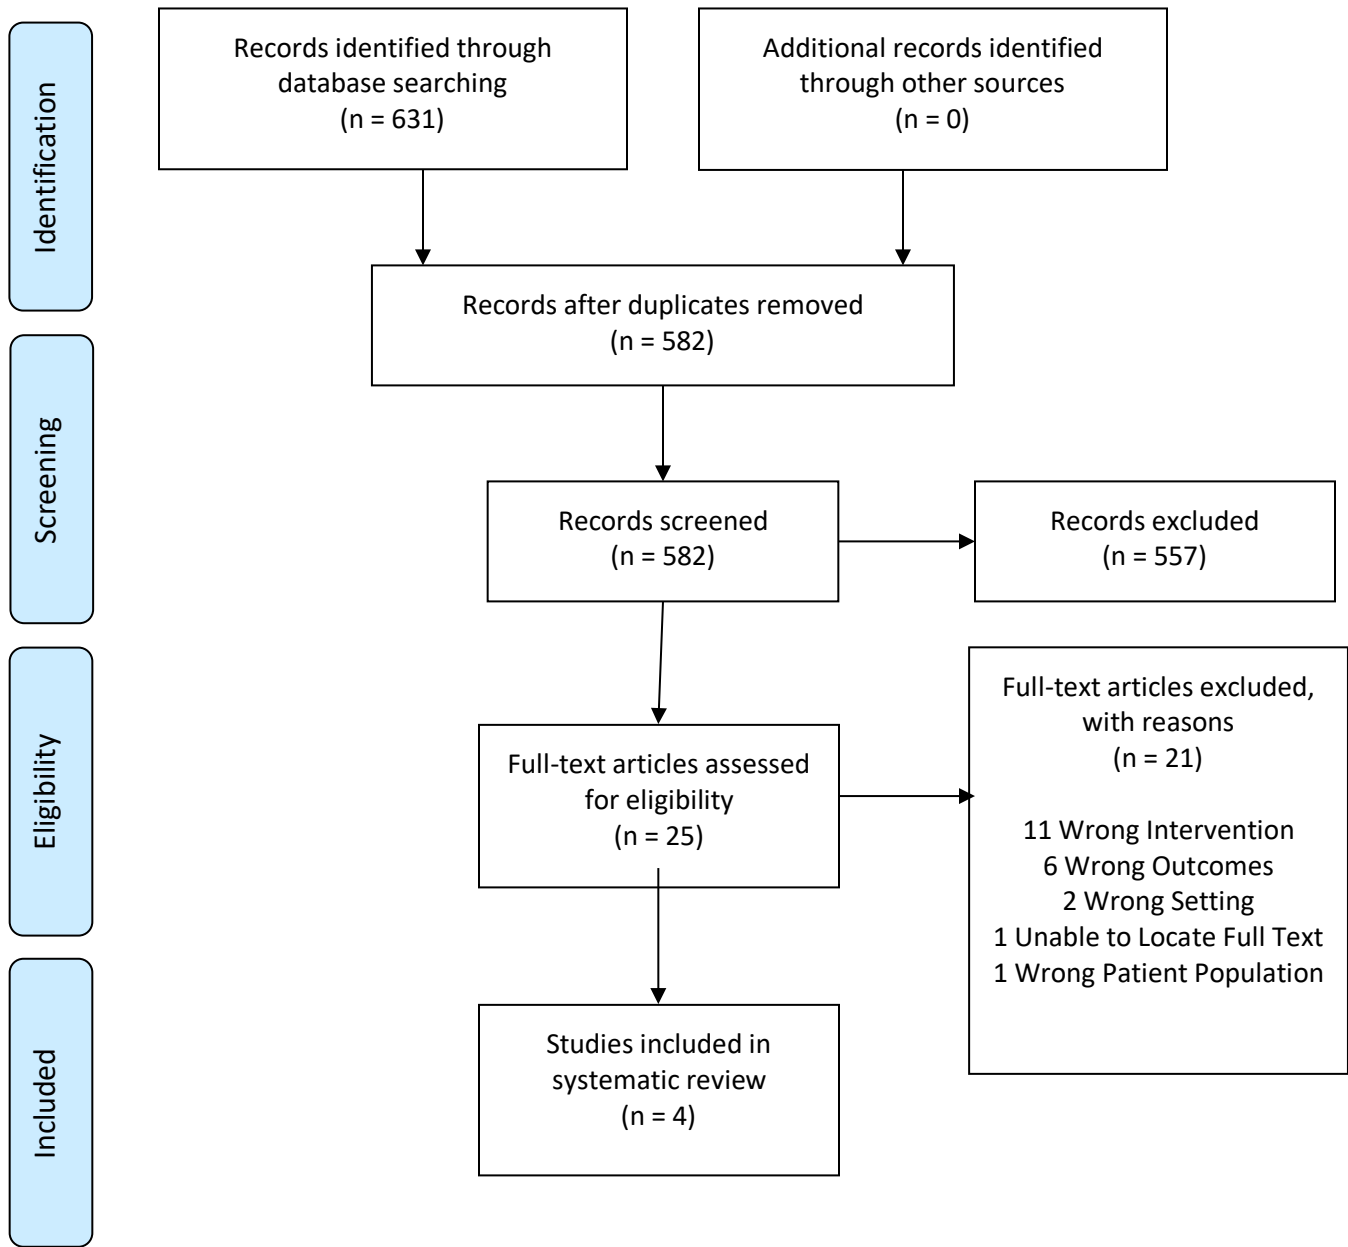 Identification
Records identified through
database searching
(n = 631)
Additional records identified
through other sources
(n = 0)
Records after duplicates removed
(n = 582)
Screening
Records screened
(n = 582)
Records excluded
(n = 557)
Eligibility
Full-text articles assessed
for eligibility
(n = 25)
Full-text articles excluded,
with reasons
(n = 21)
11 Wrong Intervention
6 Wrong Outcomes
2 Wrong Setting
1 Unable to Locate Full Text
1 Wrong Patient Population
Included
Studies included in
systematic review
(n = 4)